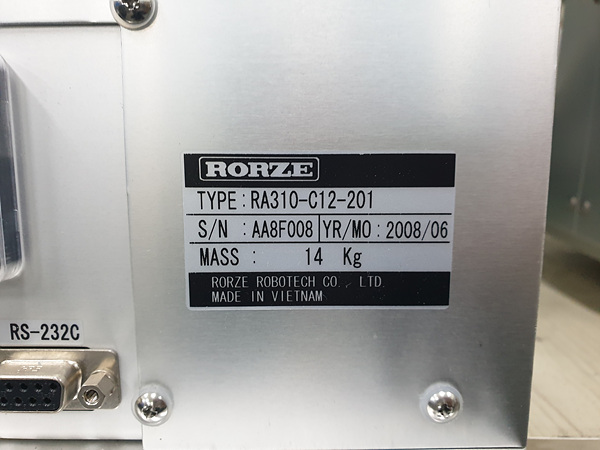 RORZE
TYPE : RA310-C12-201
S/N : AA8F008 YR/MO : 2008/06
MASS : 14 Kg
RORZE ROBOTECH CO., LTD.
MADE IN VIETNAM
RS-232C